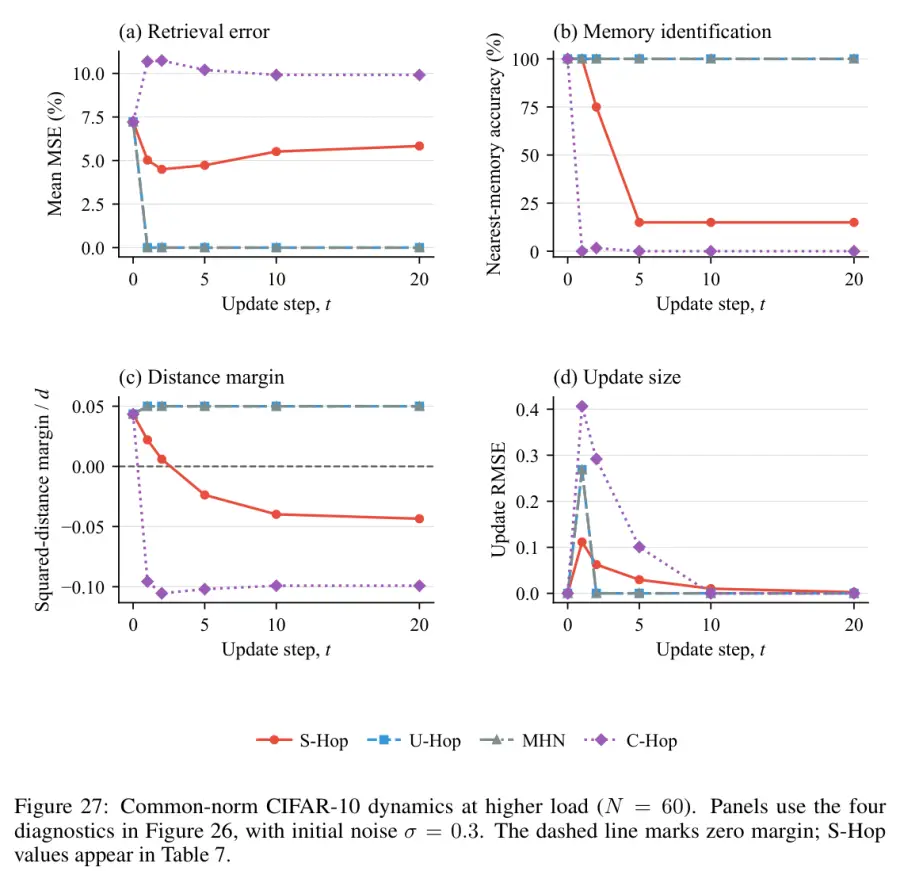 (a) Retrieval error
Mean MSE (%)
10.0
7.5
5.0
2.5
0.0
0
5
10
20
Update step, t
(b) Memory identification
Nearest-memory accuracy (%)
100
75
50
25
0
0
5
10
20
Update step, t
(c) Distance margin
Squared-distance margin / d
0.05
0.00
−0.05
−0.10
0
5
10
20
Update step, t
(d) Update size
Update RMSE
0.4
0.3
0.2
0.1
0.0
0
5
10
20
Update step, t
S-Hop
U-Hop
MHN
C-Hop
Figure 27: Common-norm CIFAR-10 dynamics at higher load (N = 60). Panels use the four
diagnostics in Figure 26, with initial noise σ = 0.3. The dashed line marks zero margin; S-Hop
values appear in Table 7.